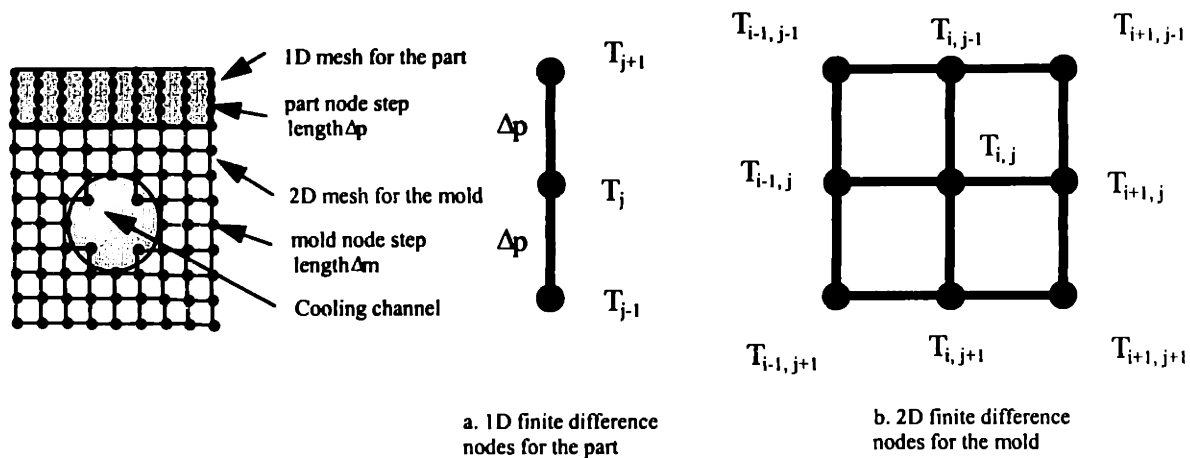 1D mesh for the part
part node step
length Δp
2D mesh for the mold
mold node step
length Δm
Cooling channel
T_{j+1}
Δp
T_j
Δp
T_{j-1}
a. 1D finite difference
nodes for the part
T_{i-1, j-1}
T_{i, j-1}
T_{i+1, j-1}
T_{i-1, j}
T_{i, j}
T_{i+1, j}
T_{i-1, j+1}
T_{i, j+1}
T_{i+1, j+1}
b. 2D finite difference
nodes for the mold